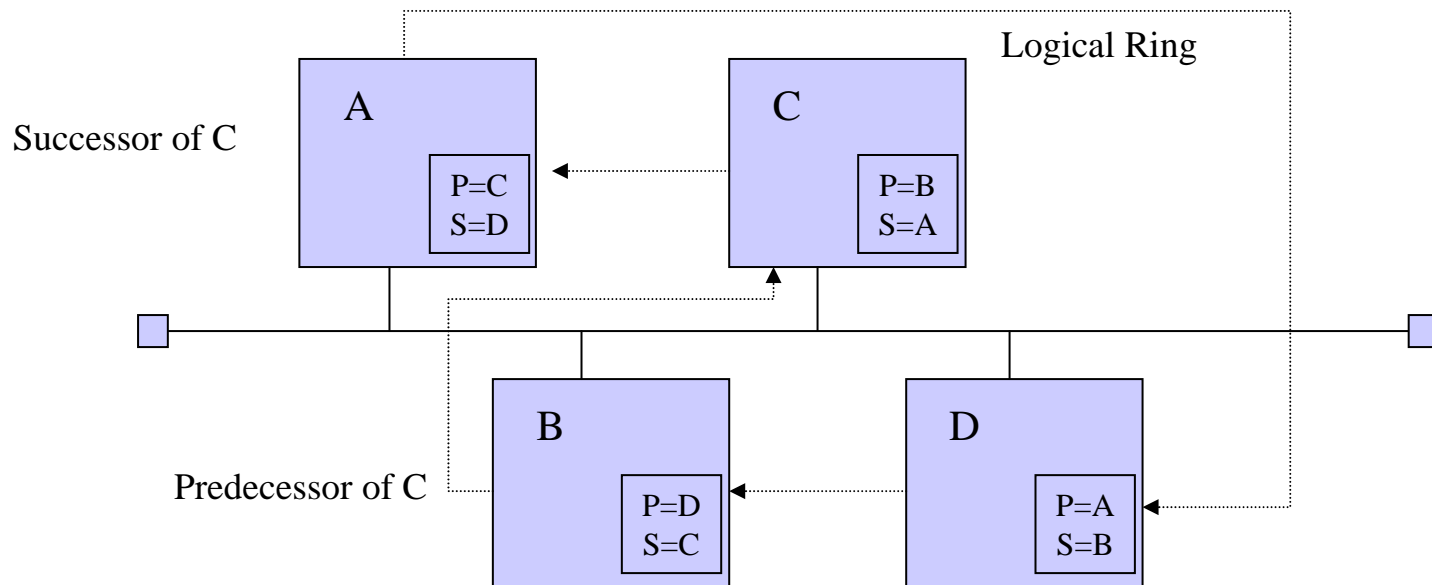 Logical Ring
A
C
Successor of C
P=C
S=D
P=B
S=A
B
D
Predecessor of C
P=D
S=C
P=A
S=B